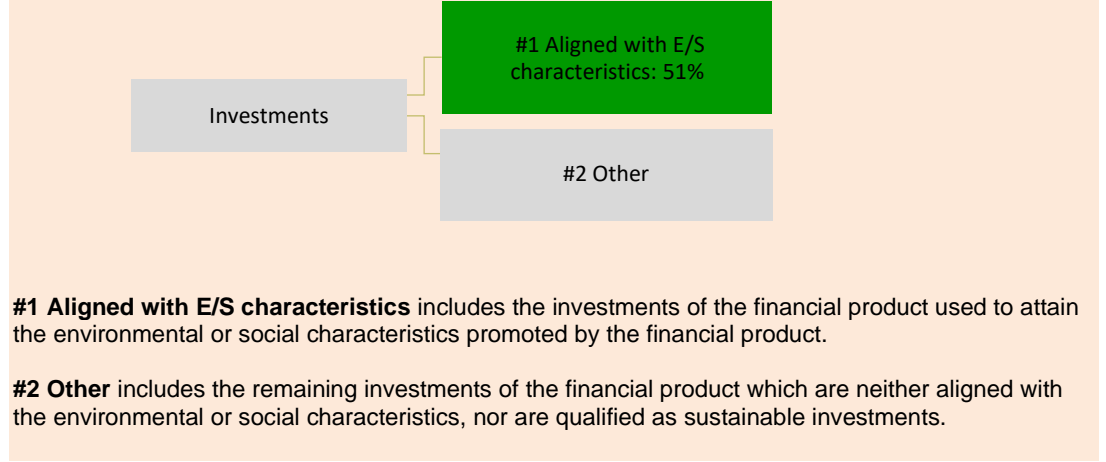 #1 Aligned with E/S
characteristics: 51%
Investments
#2 Other
#1 Aligned with E/S characteristics includes the investments of the financial product used to attain
the environmental or social characteristics promoted by the financial product.
#2 Other includes the remaining investments of the financial product which are neither aligned with
the environmental or social characteristics, nor are qualified as sustainable investments.